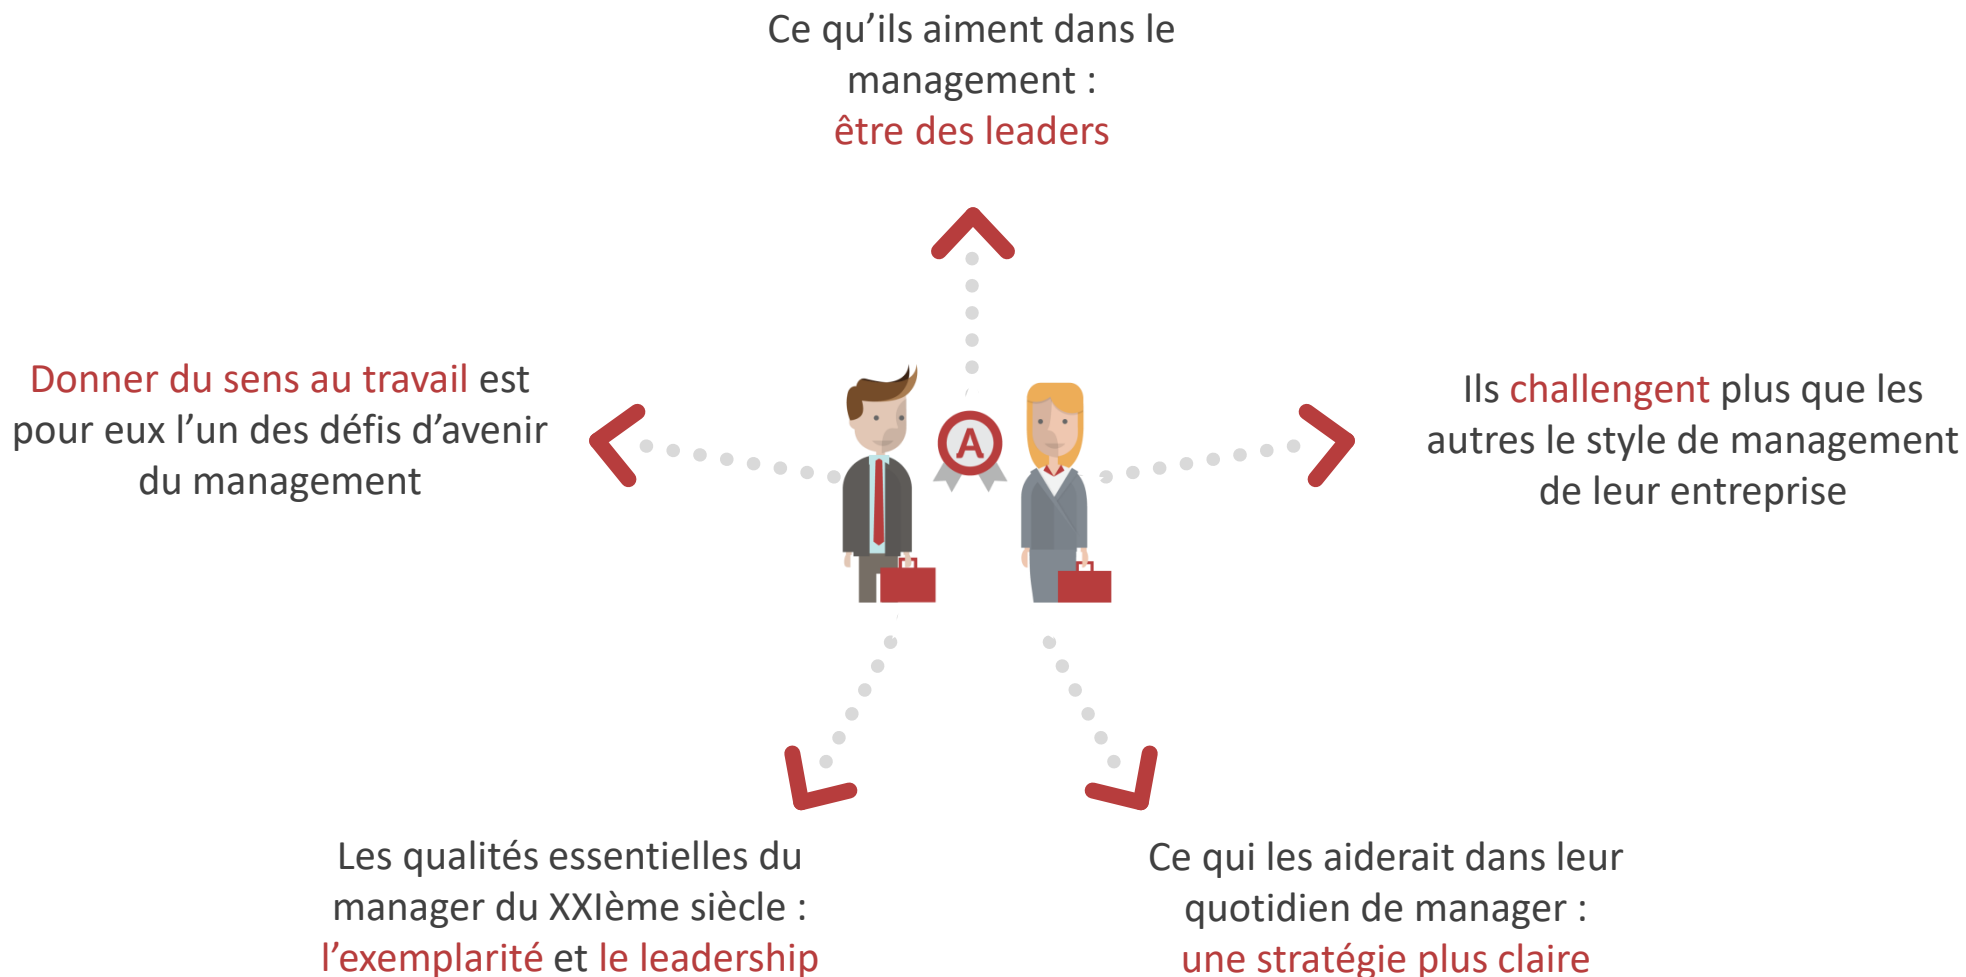 Ce qu’ils aiment dans le
management :
être des leaders
Donner du sens au travail est
pour eux l’un des défis d’avenir
du management
A
Ils challengent plus que les
autres le style de management
de leur entreprise
Les qualités essentielles du
manager du XXIème siècle :
l’exemplarité et le leadership
Ce qui les aiderait dans leur
quotidien de manager :
une stratégie plus claire